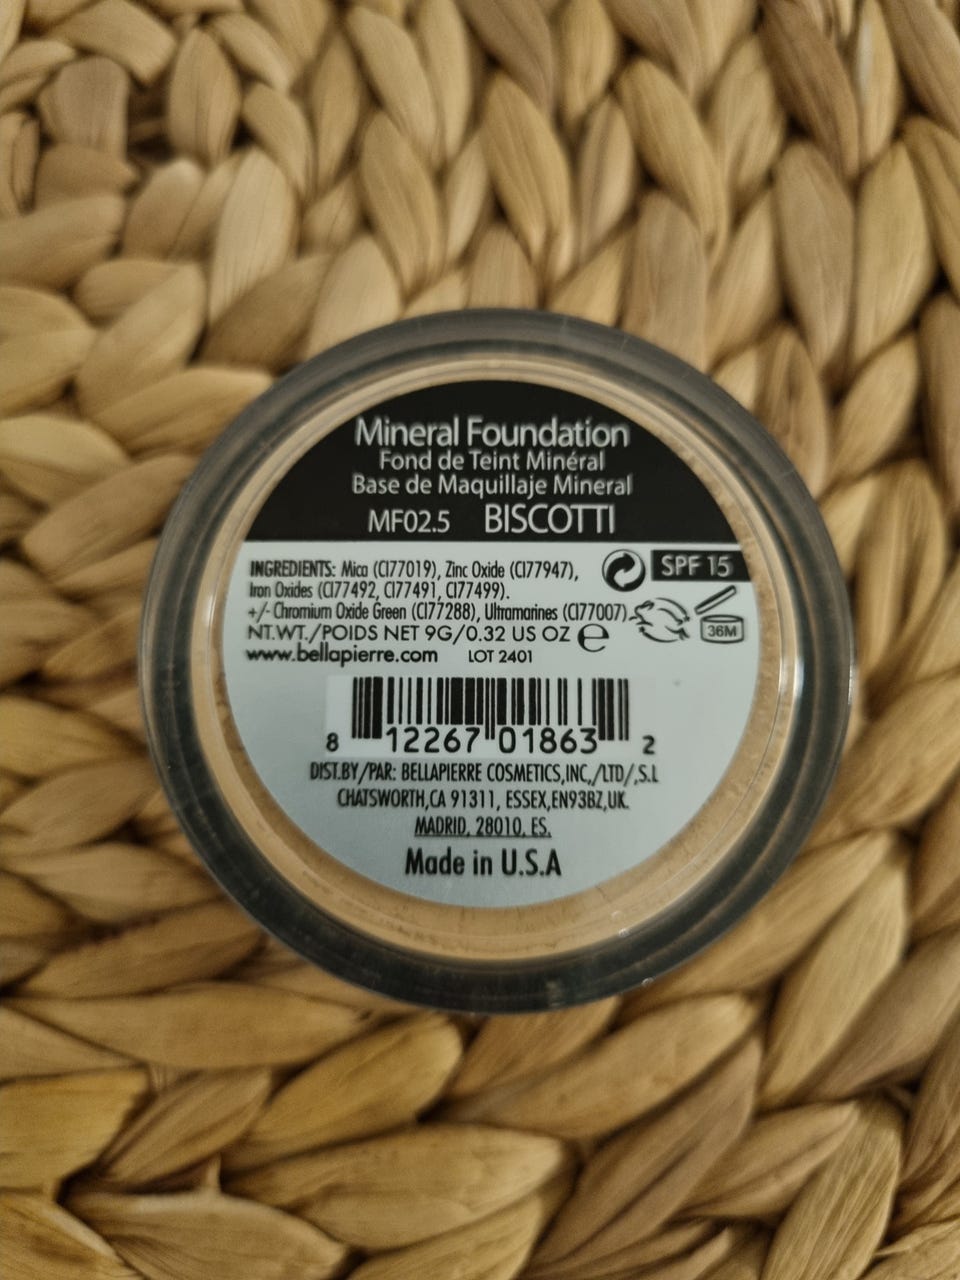 Mineral Foundation
Fond de Teint Minéral
Base de Maquillaje Mineral
MF02.5 BISCOTTI
INGREDIENTS: Mica (CI77019), Zinc Oxide (CI77947),
Iron Oxides (CI77492, CI77491, CI77499).
+/- Chromium Oxide Green (CI77288), Ultramarines (CI77007).
SPF 15
36M
NT.WT./POIDS NET 9G/0.32 US OZ e
www.bellapierre.com LOT 2401
8 12267 01863 2
DIST.BY/PAR: BELLAPIERRE COSMETICS,INC,/LTD/,S.L
CHATSWORTH,CA 91311, ESSEX,EN93BZ,UK.
MADRID, 28010, ES.
Made in U.S.A